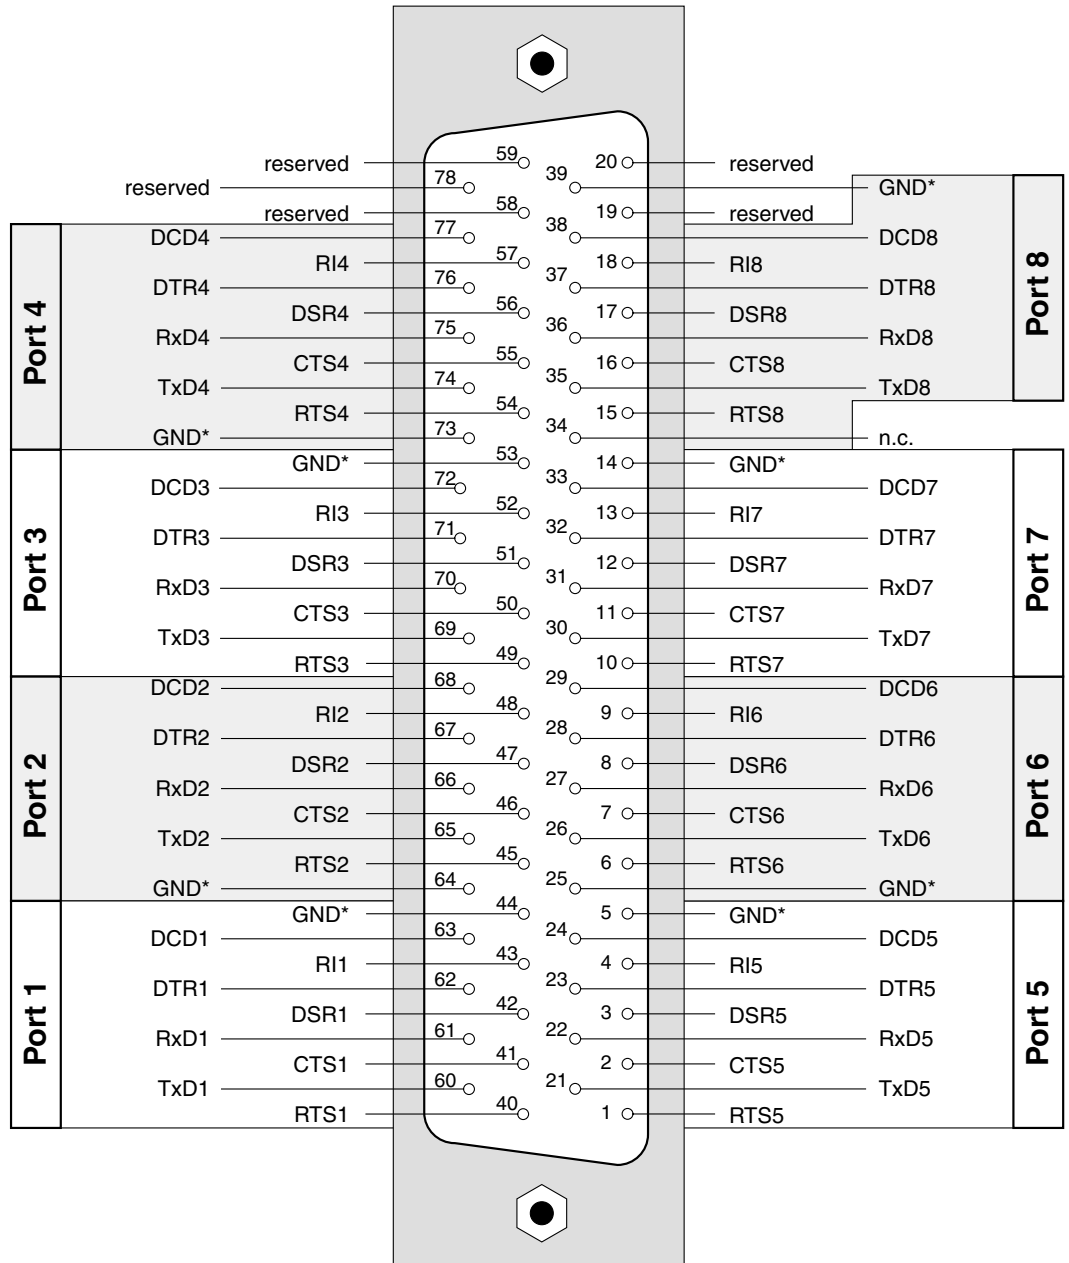 reserved 59 20 reserved
reserved 78 39 GND*
reserved 58 19 reserved
DCD4 77 38 DCD8
RI4 57 18 RI8
DTR4 76 37 DTR8
DSR4 56 17 DSR8
RxD4 75 36 RxD8
CTS4 55 16 CTS8
TxD4 74 35 TxD8
RTS4 54 15 RTS8
GND* 73 34 n.c.
Port 4
Port 8
GND* 53 14 GND*
DCD3 72 33 DCD7
RI3 52 13 RI7
DTR3 71 32 DTR7
DSR3 51 12 DSR7
RxD3 70 31 RxD7
CTS3 50 11 CTS7
TxD3 69 30 TxD7
RTS3 49 10 RTS7
Port 3
Port 7
DCD2 68 29 DCD6
RI2 48 9 RI6
DTR2 67 28 DTR6
DSR2 47 8 DSR6
RxD2 66 27 RxD6
CTS2 46 7 CTS6
TxD2 65 26 TxD6
RTS2 45 6 RTS6
GND* 64 25 GND*
Port 2
Port 6
GND* 44 5 GND*
DCD1 63 24 DCD5
RI1 43 4 RI5
DTR1 62 23 DTR5
DSR1 42 3 DSR5
RxD1 61 22 RxD5
CTS1 41 2 CTS5
TxD1 60 21 TxD5
RTS1 40 1 RTS5
Port 1
Port 5